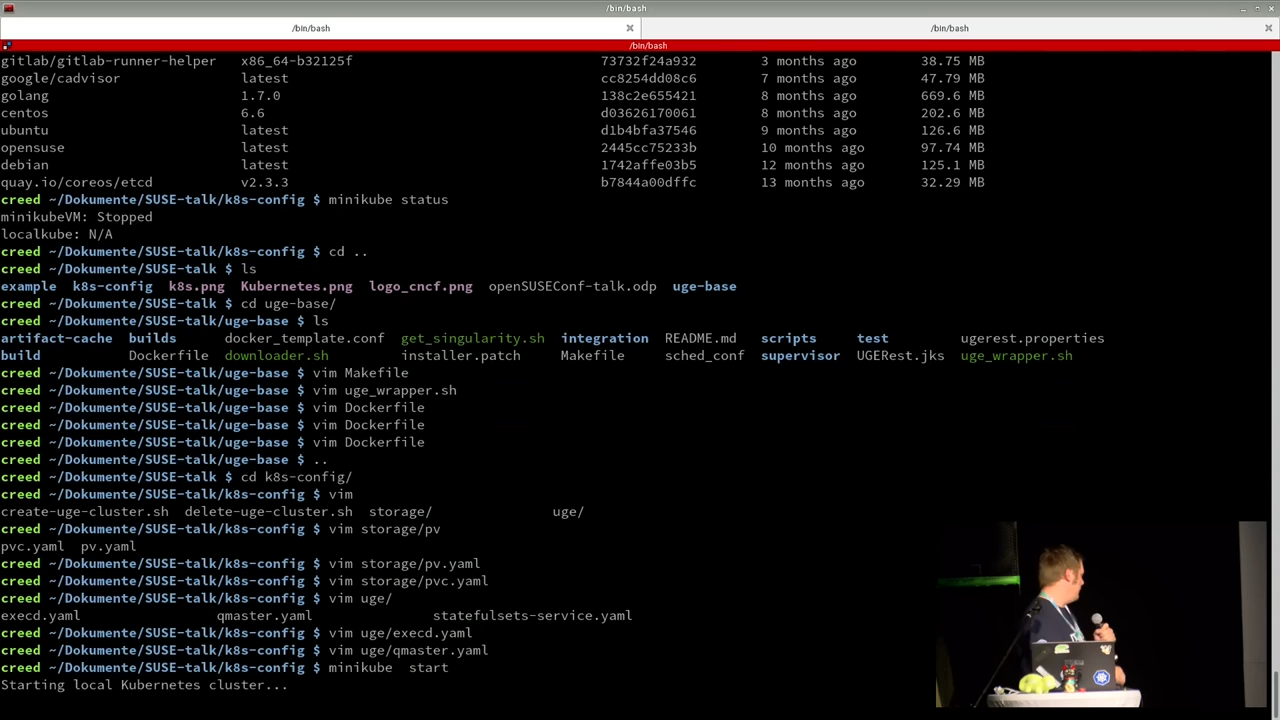 /bin/bash
/bin/bash /bin/bash
/bin/bash
gitlab/gitlab-runner-helper x86_64-b32125f 73732f24a932 3 months ago 38.75 MB
google/cadvisor latest cc8254dd08c6 7 months ago 47.79 MB
golang 1.7.0 138c2e655421 8 months ago 669.6 MB
centos 6.6 d03626170061 8 months ago 202.6 MB
ubuntu latest d1b4bfa37546 9 months ago 126.6 MB
opensuse latest 2445cc75233b 10 months ago 97.74 MB
debian latest 1742affe03b5 12 months ago 125.1 MB
quay.io/coreos/etcd v2.3.3 b7844a00dffc 13 months ago 32.29 MB
creed ~/Dokumente/SUSE-talk/k8s-config $ minikube status
minikubeVM: Stopped
localkube: N/A
creed ~/Dokumente/SUSE-talk/k8s-config $ cd ..
creed ~/Dokumente/SUSE-talk $ ls
example k8s-config k8s.png Kubernetes.png logo_cncf.png openSUSEConf-talk.odp uge-base
creed ~/Dokumente/SUSE-talk $ cd uge-base/
creed ~/Dokumente/SUSE-talk/uge-base $ ls
artifact-cache builds docker_template.conf get_singularity.sh integration README.md scripts test ugerest.properties
build Dockerfile downloader.sh installer.patch Makefile sched_conf supervisor UGERest.jks uge_wrapper.sh
creed ~/Dokumente/SUSE-talk/uge-base $ vim Makefile
creed ~/Dokumente/SUSE-talk/uge-base $ vim uge_wrapper.sh
creed ~/Dokumente/SUSE-talk/uge-base $ vim Dockerfile
creed ~/Dokumente/SUSE-talk/uge-base $ vim Dockerfile
creed ~/Dokumente/SUSE-talk/uge-base $ vim Dockerfile
creed ~/Dokumente/SUSE-talk/uge-base $ ..
creed ~/Dokumente/SUSE-talk $ cd k8s-config/
creed ~/Dokumente/SUSE-talk/k8s-config $ vim
create-uge-cluster.sh delete-uge-cluster.sh storage/ uge/
creed ~/Dokumente/SUSE-talk/k8s-config $ vim storage/pv
pvc.yaml pv.yaml
creed ~/Dokumente/SUSE-talk/k8s-config $ vim storage/pv.yaml
creed ~/Dokumente/SUSE-talk/k8s-config $ vim storage/pvc.yaml
creed ~/Dokumente/SUSE-talk/k8s-config $ vim uge/
execd.yaml qmaster.yaml statefulsets-service.yaml
creed ~/Dokumente/SUSE-talk/k8s-config $ vim uge/execd.yaml
creed ~/Dokumente/SUSE-talk/k8s-config $ vim uge/qmaster.yaml
creed ~/Dokumente/SUSE-talk/k8s-config $ minikube start
Starting local Kubernetes cluster...